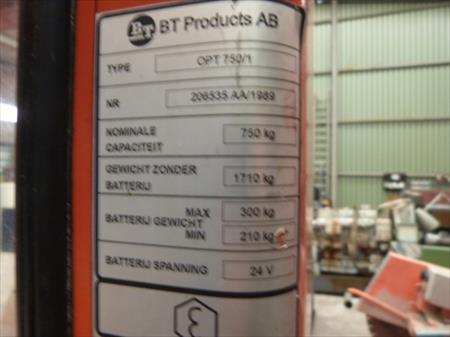 BT BT Products AB
TYPE OPT 750/1
NR 206535 AA/1989
NOMINALE CAPACITEIT 750 kg
GEWICHT ZONDER BATTERIJ 1710 kg
BATTERIJ GEWICHT MAX 300 kg
MIN 210 kg
BATTERIJ SPANNING 24 V